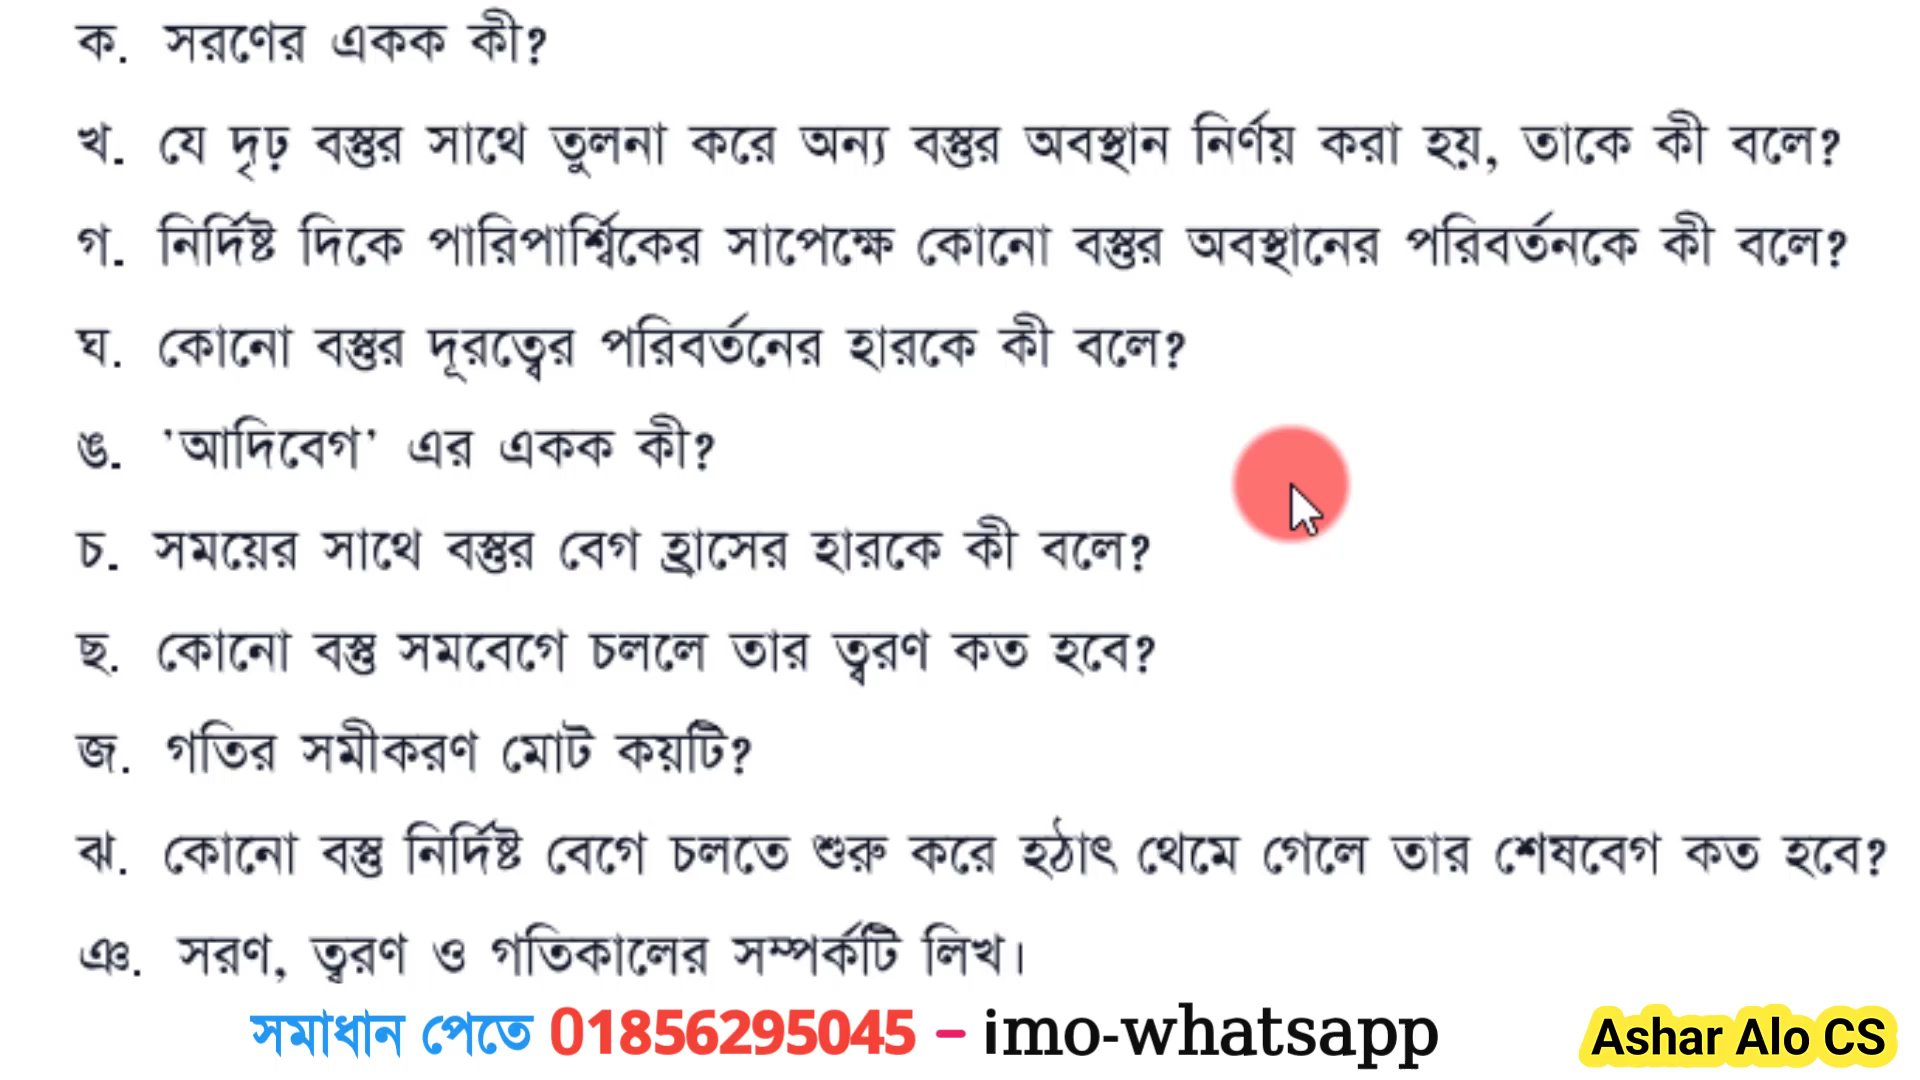 ক. সরণের একক কী?
খ. যে দৃঢ় বস্তুর সাথে তুলনা করে অন্য বস্তুর অবস্থান নির্ণয় করা হয়, তাকে কী বলে?
গ. নির্দিষ্ট দিকে পারিপার্শ্বিকের সাপেক্ষে কোনো বস্তুর অবস্থানের পরিবর্তনকে কী বলে?
ঘ. কোনো বস্তুর দূরত্বের পরিবর্তনের হারকে কী বলে?
ঙ. 'আদিবেগ' এর একক কী?
চ. সময়ের সাথে বস্তুর বেগ হ্রাসের হারকে কী বলে?
ছ. কোনো বস্তু সমবেগে চললে তার ত্বরণ কত হবে?
জ. গতির সমীকরণ মোট কয়টি?
ঝ. কোনো বস্তু নির্দিষ্ট বেগে চলতে শুরু করে হঠাৎ থেমে গেলে তার শেষবেগ কত হবে?
ঞ. সরণ, ত্বরণ ও গতিকালের সম্পর্কটি লিখ।
সমাধান পেতে 01856295045 – imo-whatsapp
Ashar Alo CS